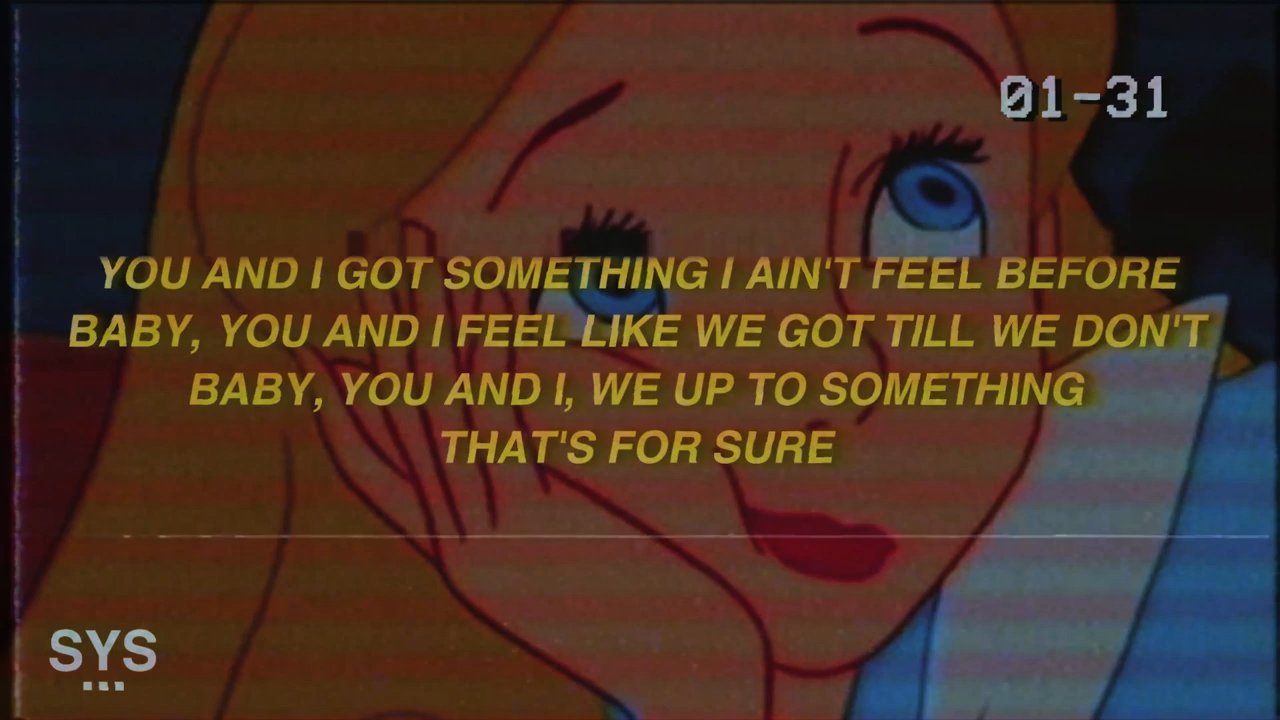 01-31
YOU AND I GOT SOMETHING I AIN'T FEEL BEFORE
BABY, YOU AND I FEEL LIKE WE GOT TILL WE DON'T
BABY, YOU AND I, WE UP TO SOMETHING
THAT'S FOR SURE
SYS
...